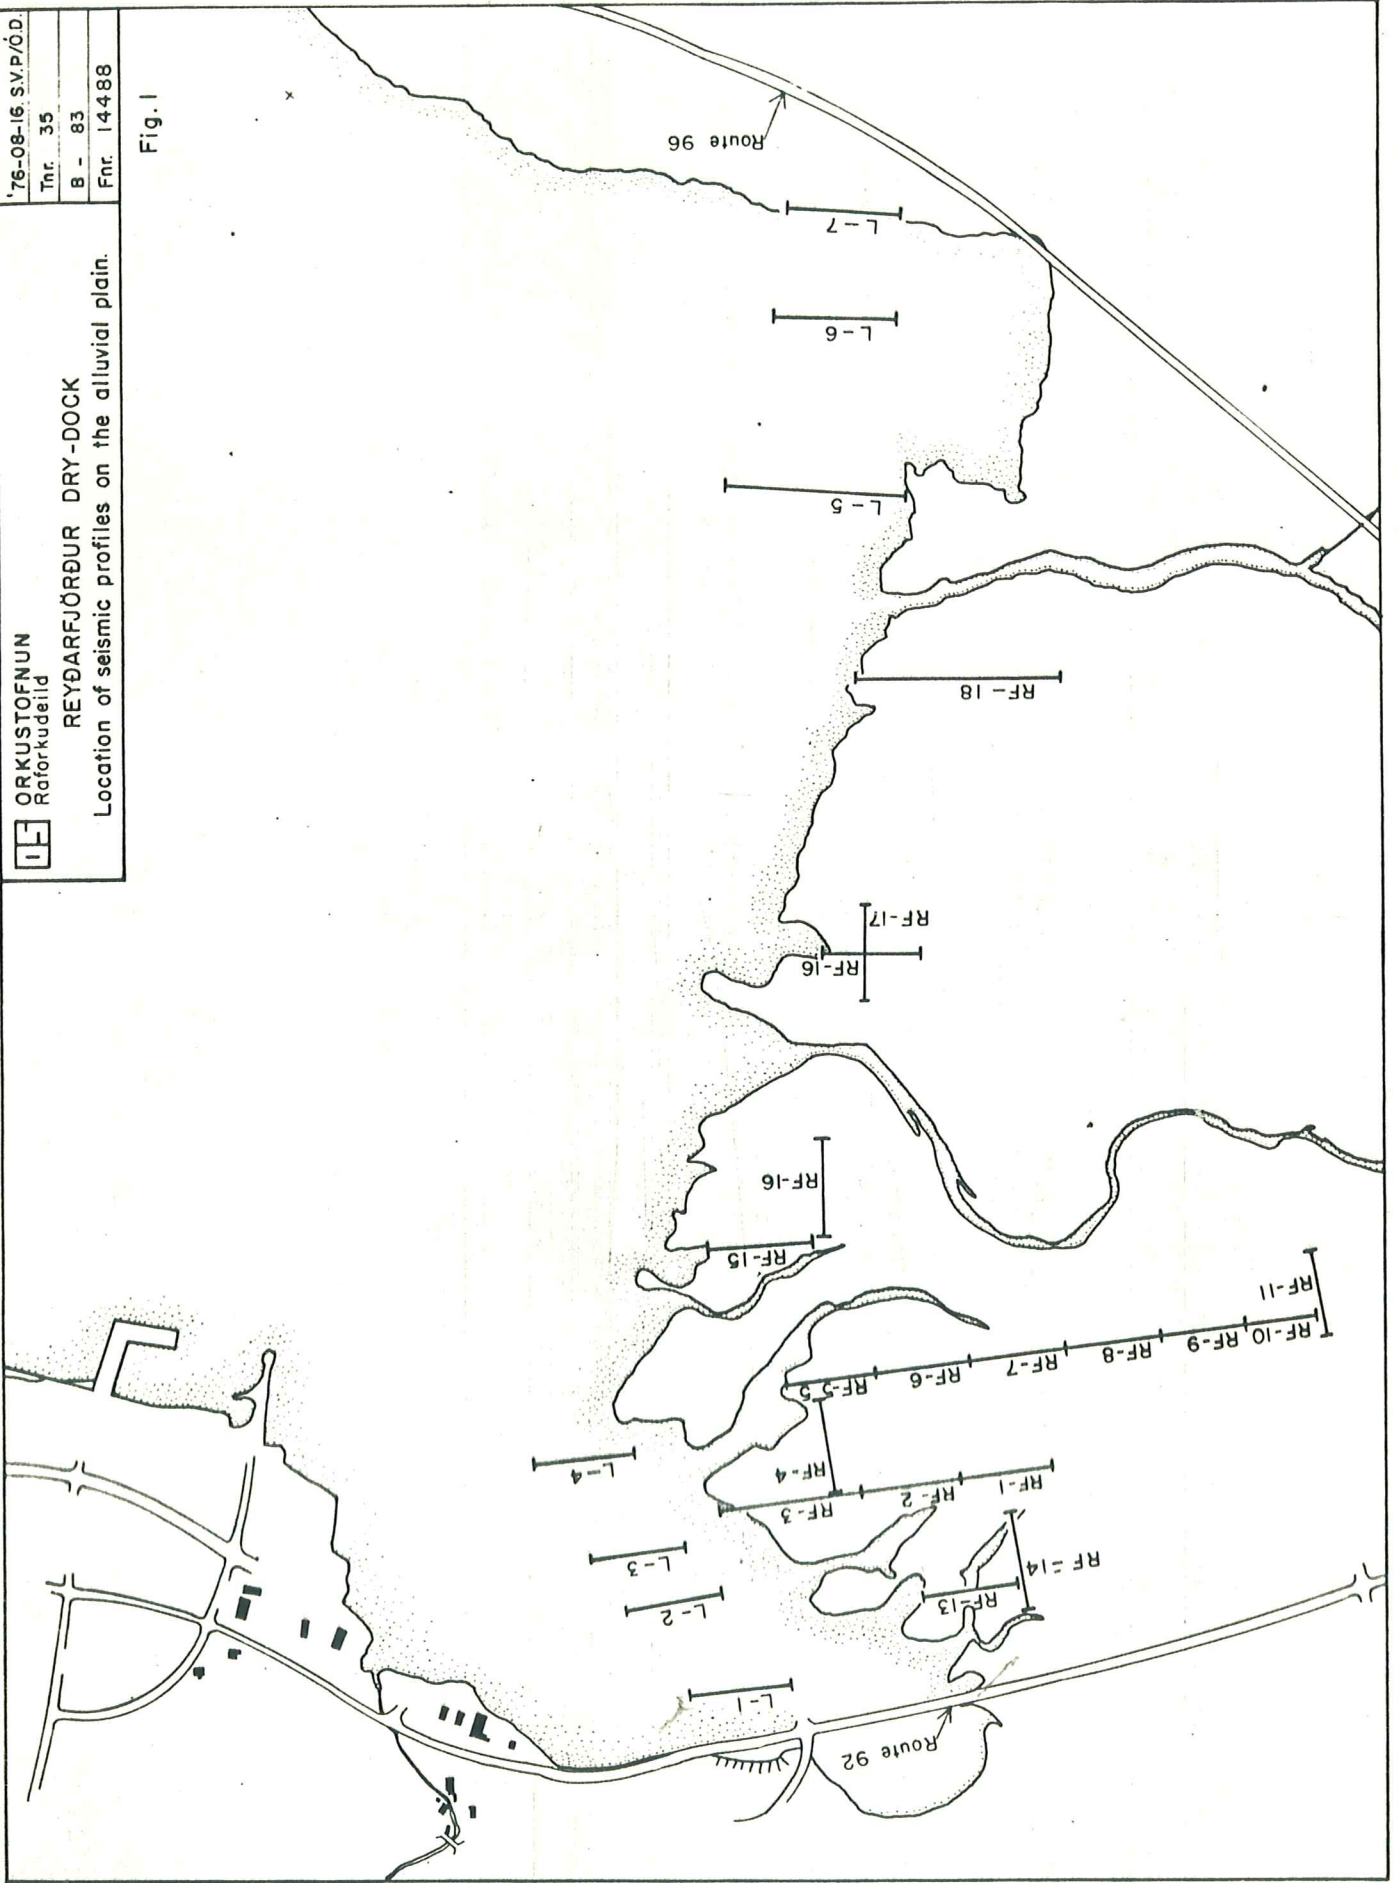 ORKUSTOFNUN
Raforkudeild
REYÐARFJÖRÐUR DRY-DOCK
Location of seismic profiles on the alluvial plain.
'76-08-16. S.V.P/Ó.D.
Tnr. 35
B - 83
Fnr. 14488
Fig. 1
Route 96
L-7
L-6
L-5
RF-18
RF-17
RF-16
RF-16
RF-15
RF-11
RF-10
RF-9
RF-8
RF-7
RF-6
RF-5 5
RF-4
L-4
RF-3
RF-2
RF-1
L-3
RF-14
RF-13
L-2
L-1
Route 92